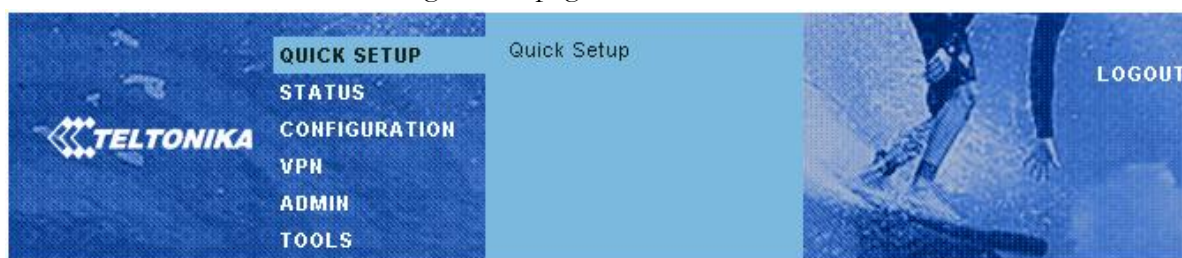 QUICK SETUP
Quick Setup
LOGOUT
STATUS
TELTONIKA
CONFIGURATION
VPN
ADMIN
TOOLS